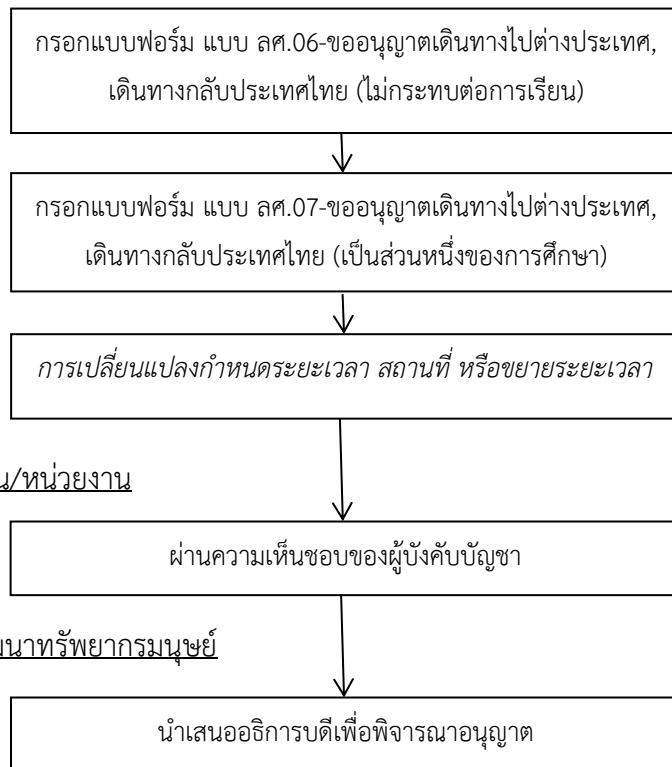 กรอกแบบฟอร์ม แบบ ลศ.06-ขออนุญาตเดินทางไปต่างประเทศ,
เดินทางกลับประเทศไทย (ไม่กระทบต่อการเรียน)
กรอกแบบฟอร์ม แบบ ลศ.07-ขออนุญาตเดินทางไปต่างประเทศ,
เดินทางกลับประเทศไทย (เป็นส่วนหนึ่งของการศึกษา)
การเปลี่ยนแปลงกำหนดระยะเวลา สถานที่ หรือขยายระยะเวลา
น/หน่วยงาน
ผ่านความเห็นชอบของผู้บังคับบัญชา
นาทรัพยากรมนุษย์
นำเสนออธิการบดีเพื่อพิจารณาอนุญาต